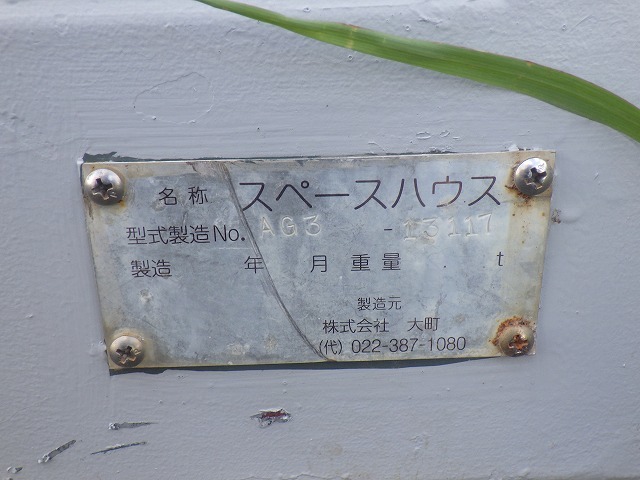 名称 スペースハウス
型式製造No. AG3 -13117
製造 年 月 重量 . t
製造元
株式会社 大町
(代) 022-387-1080